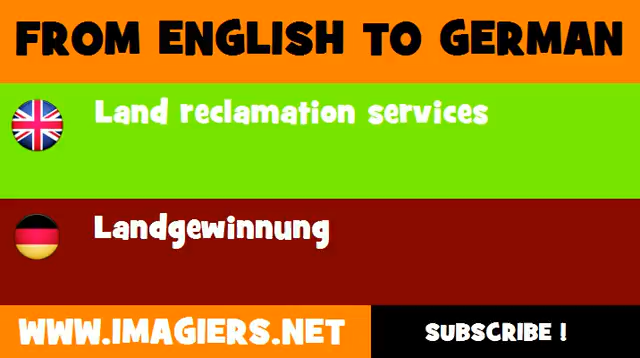 FROM ENGLISH TO GERMAN
Land reclamation services
Landgewinnung
WWW.IMAGIERS.NET
SUBSCRIBE !